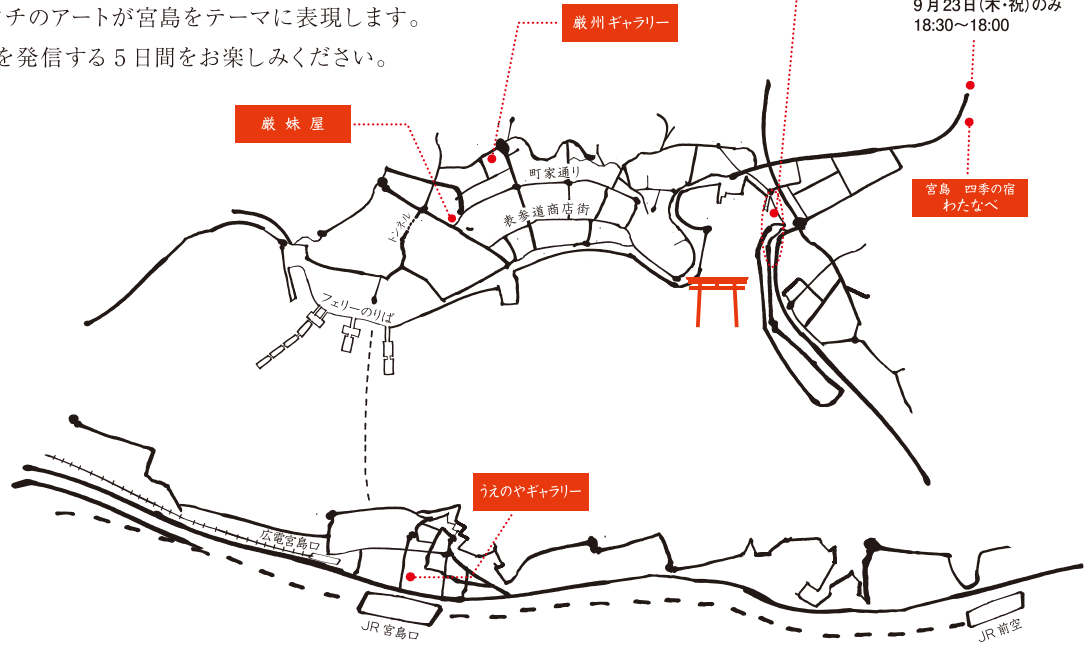 チのアートが宮島をテーマに表現します。
を発信する5日間をお楽しみください。
厳州ギャラリー
9月23日(木・祝)のみ
18:30〜18:00
厳妹屋
町家通り
表参道商店街
トンネル
宮島 四季の宿
わたなべ
フェリーのりば
うえのやギャラリー
広電宮島口
JR宮島口
JR前空